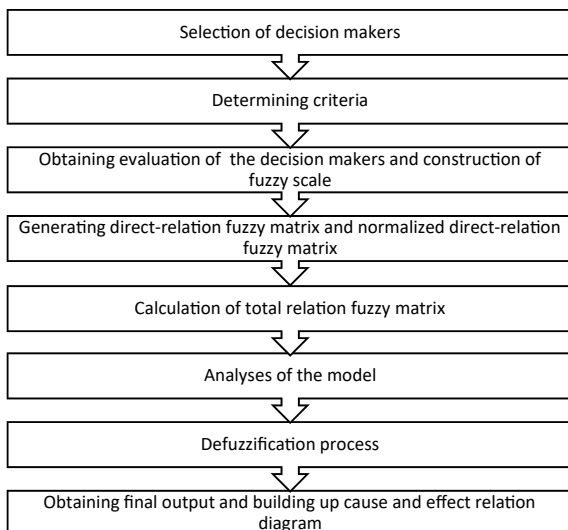 Selection of decision makers
Determining criteria
Obtaining evaluation of the decision makers and construction of
fuzzy scale
Generating direct-relation fuzzy matrix and normalized direct-relation
fuzzy matrix
Calculation of total relation fuzzy matrix
Analyses of the model
Defuzzification process
Obtaining final output and building up cause and effect relation
diagram